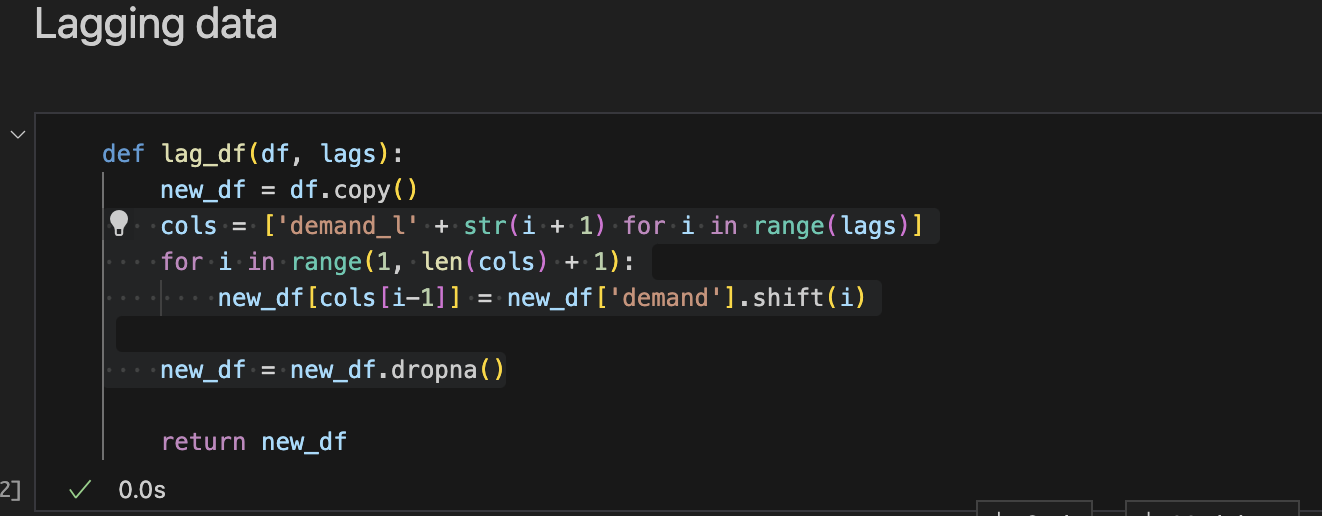 Lagging data
def lag_df(df, lags):
    new_df = df.copy()
    cols = ['demand_l' + str(i + 1) for i in range(lags)]
    for i in range(1, len(cols) + 1):
        new_df[cols[i-1]] = new_df['demand'].shift(i)
    new_df = new_df.dropna()
    return new_df
2]
0.0s